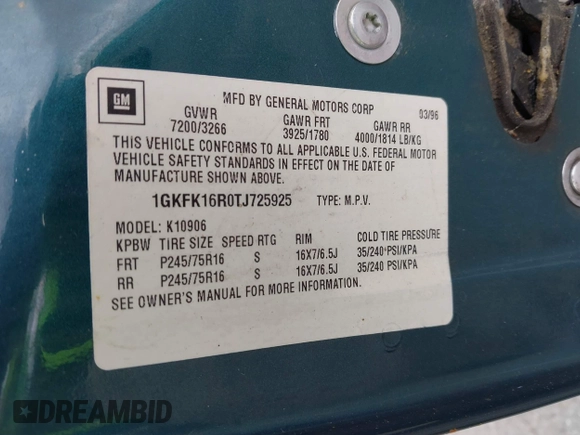 GM
MFD BY GENERAL MOTORS CORP 03/96
GVWR GAWR FRT GAWR RR
7200/3266 3925/1780 4000/1814 LB/KG
THIS VEHICLE CONFORMS TO ALL APPLICABLE U.S. FEDERAL MOTOR
VEHICLE SAFETY STANDARDS IN EFFECT ON THE DATE OF
MANUFACTURE SHOWN ABOVE.
1GKFK16R0TJ725925 TYPE: M.P.V.
MODEL: K10906
KPBW TIRE SIZE SPEED RTG RIM COLD TIRE PRESSURE
FRT P245/75R16 S 16X7/6.5J 35/240 PSI/KPA
RR P245/75R16 S 16X7/6.5J 35/240 PSI/KPA
SEE OWNER'S MANUAL FOR MORE INFORMATION.
DREAMBID